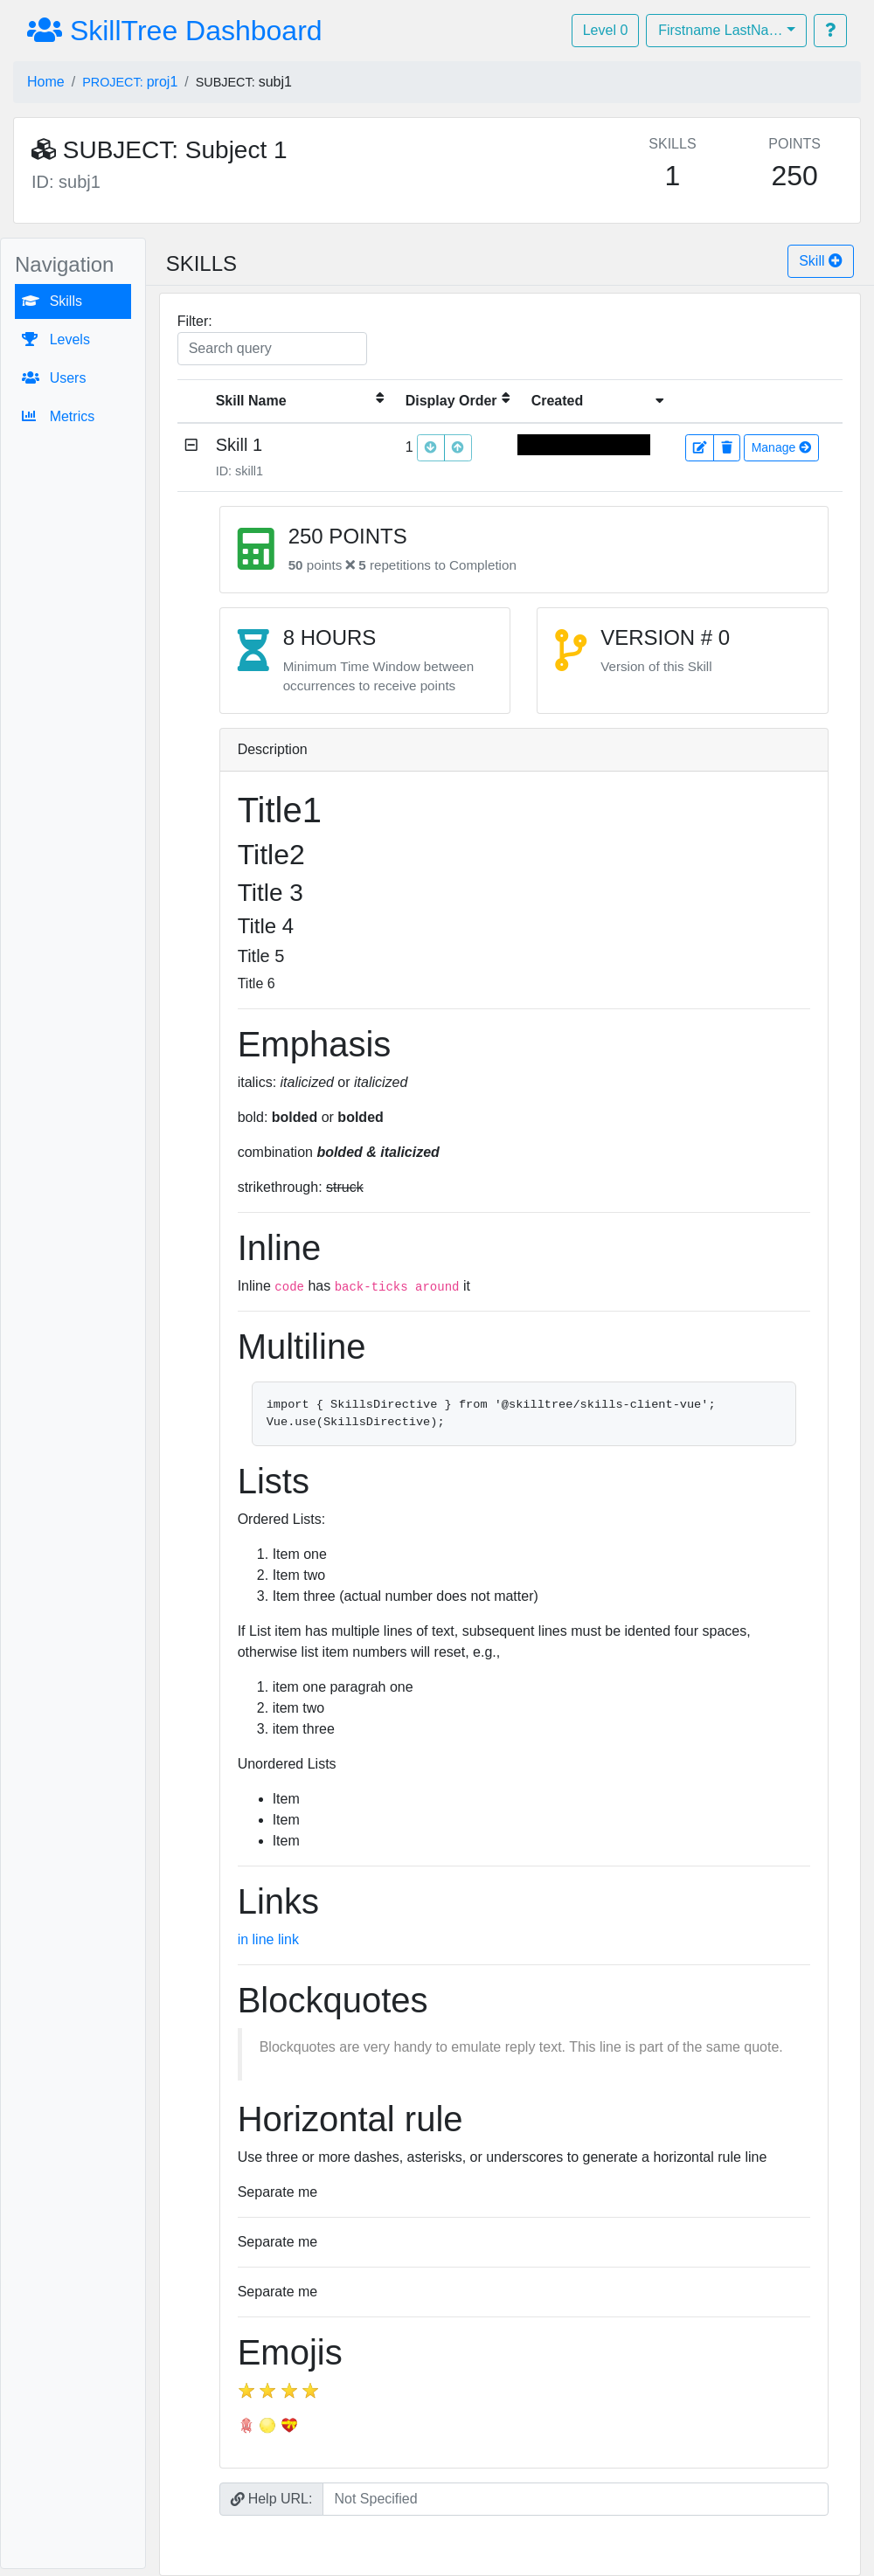 SkillTree Dashboard
Level 0
Firstname LastNa…
?
Home / PROJECT: proj1 / SUBJECT: subj1
SUBJECT: Subject 1
ID: subj1
SKILLS
1
POINTS
250
Navigation
Skills
Levels
Users
Metrics
SKILLS
Skill
Filter:
Search query
Skill Name
Display Order
Created
Skill 1
ID: skill1
1
Manage
250 POINTS
50 points × 5 repetitions to Completion
8 HOURS
Minimum Time Window between
occurrences to receive points
VERSION # 0
Version of this Skill
Description
Title1
Title2
Title 3
Title 4
Title 5
Title 6
Emphasis
italics: italicized or italicized
bold: bolded or bolded
combination bolded & italicized
strikethrough: struck
Inline
Inline code has back-ticks around it
Multiline
import { SkillsDirective } from '@skilltree/skills-client-vue';
Vue.use(SkillsDirective);
Lists
Ordered Lists:
1. Item one
2. Item two
3. Item three (actual number does not matter)
If List item has multiple lines of text, subsequent lines must be idented four spaces,
otherwise list item numbers will reset, e.g.,
1. item one paragrah one
2. item two
3. item three
Unordered Lists
• Item
• Item
• Item
Links
in line link
Blockquotes
Blockquotes are very handy to emulate reply text. This line is part of the same quote.
Horizontal rule
Use three or more dashes, asterisks, or underscores to generate a horizontal rule line
Separate me
Separate me
Separate me
Emojis
Help URL:
Not Specified